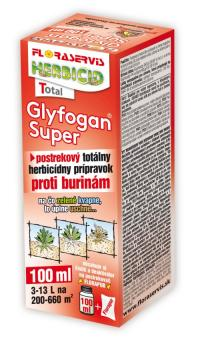 FLORASERVIS
HERBICID
Total
Glyfogan®
Super
postrekový totálny
herbicídny prípravok
proti burinám
na čo zelené kvapne,
to úplne uschne...
100 ml
3-13 L na
200-660 m²
100 ml
www.floraservis.sk